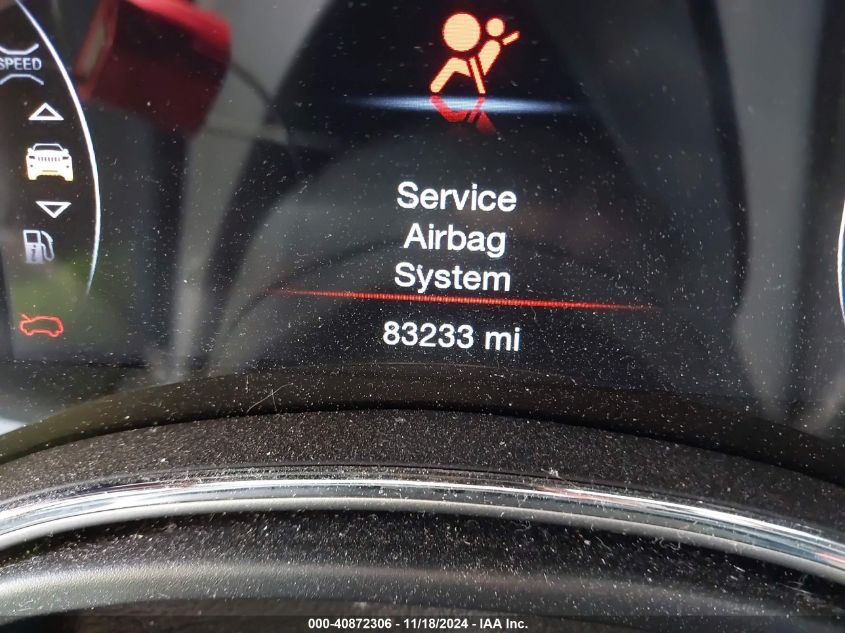 SPEED
Service
Airbag
System
83233 mi
000-40872306 - 11/18/2024 - IAA Inc.